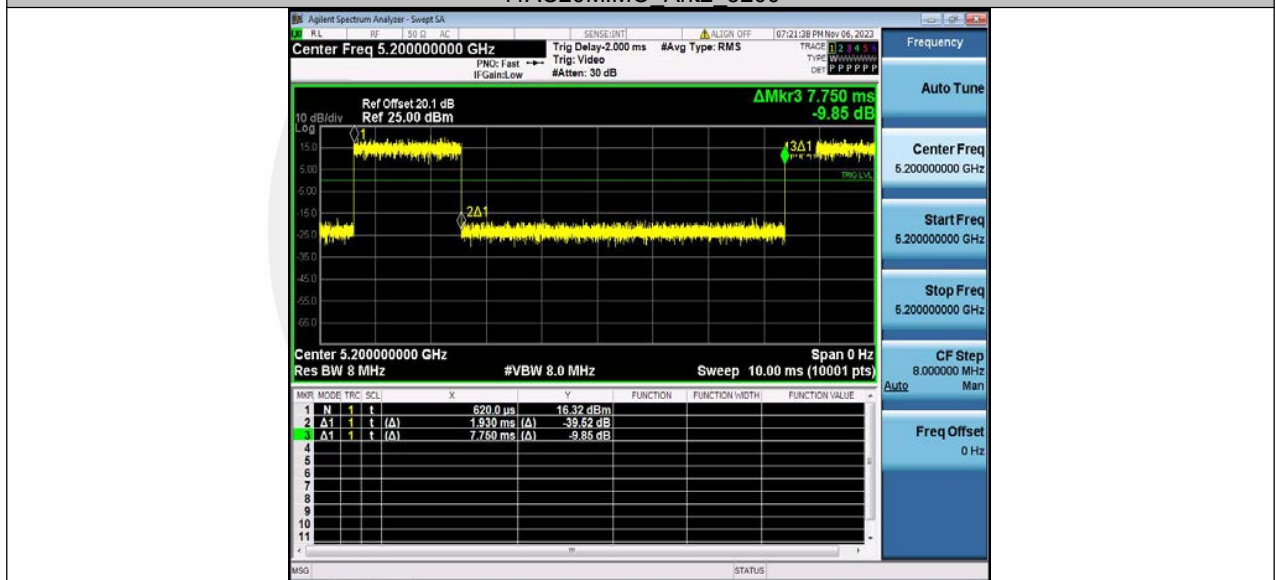 Agilent Spectrum Analyzer - Swept SA
RL RF 50 Ω AC SENSE:INT ALIGN OFF 07:21:38 PM Nov 06, 2023
Center Freq 5.200000000 GHz
PNO: Fast
IFGain:Low
Trig Delay-2.000 ms
Trig: Video
#Atten: 30 dB
#Avg Type: RMS
TRACE 1 2 3 4 5 6
TYPE W
DET P P P P P P
Frequency
Auto Tune
Center Freq
5.200000000 GHz
Start Freq
5.200000000 GHz
Stop Freq
5.200000000 GHz
CF Step
8.000000 MHz
Auto Man
Freq Offset
0 Hz
ΔMkr3 7.750 ms
-9.85 dB
Ref Offset 20.1 dB
10 dB/div Ref 25.00 dBm
Log
15.0
5.00
-5.00
-15.0
-25.0
-35.0
-45.0
-55.0
-65.0
1
2Δ1
3Δ1
TRIG LVL
Center 5.200000000 GHz Span 0 Hz
Res BW 8 MHz #VBW 8.0 MHz Sweep 10.00 ms (10001 pts)
MKR MODE TRC SCL X Y FUNCTION FUNCTION WIDTH FUNCTION VALUE
1 N 1 t 620.0 µs 16.32 dBm
2 Δ1 1 t (Δ) 1.930 ms (Δ) -39.52 dB
3 Δ1 1 t (Δ) 7.750 ms (Δ) -9.85 dB
4
5
6
7
8
9
10
11
MSG STATUS